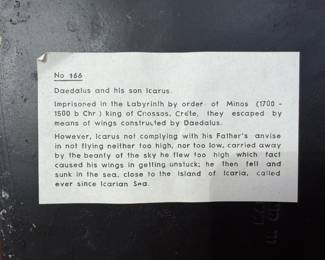 No 166
Daedalus and his son Icarus.
Imprisoned in the Labyrinth by order of Minos (1700 -
1500 b Chr) king of Cnossos, Crete, they escaped by
means of wings constructed by Daedalus.
However, Icarus not complying with his Father's anvise
in not flying neither too high, nor too low, carried away
by the beanty of the sky he flew too high which fact
caused his wings in getting unstuck; he then fell and
sunk in the sea, close to the island of Icaria, called
ever since Icarian Sea.